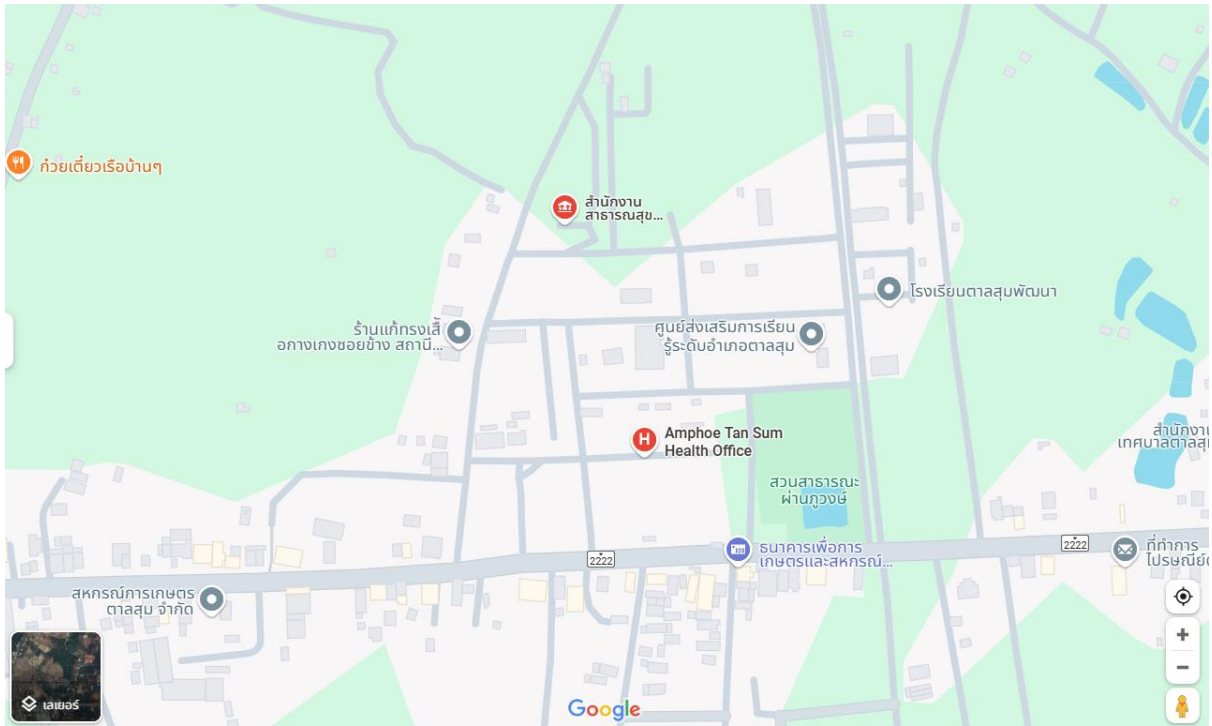 ก๋วยเตี๋ยวเรือบ้านๆ
สำนักงาน
สาธารณสุข...
โรงเรียนตาลสุมพัฒนา
ร้านแก้ทรงเสื้
อกางเกงซอยข้าง สถานี...
ศูนย์ส่งเสริมการเรียน
รู้ระดับอำเภอตาลสุม
H
Amphoe Tan Sum
Health Office
สำนักงาน
เทศบาลตาลสุ
สวนสาธารณะ
ผ่านภูวงษ์
2222
2222
ธนาคารเพื่อการ
เกษตรและสหกรณ์...
ที่ทำการ
ไปรษณีย์ต
สหกรณ์การเกษตร
ตาลสุม จำกัด
เลเยอร์
Google